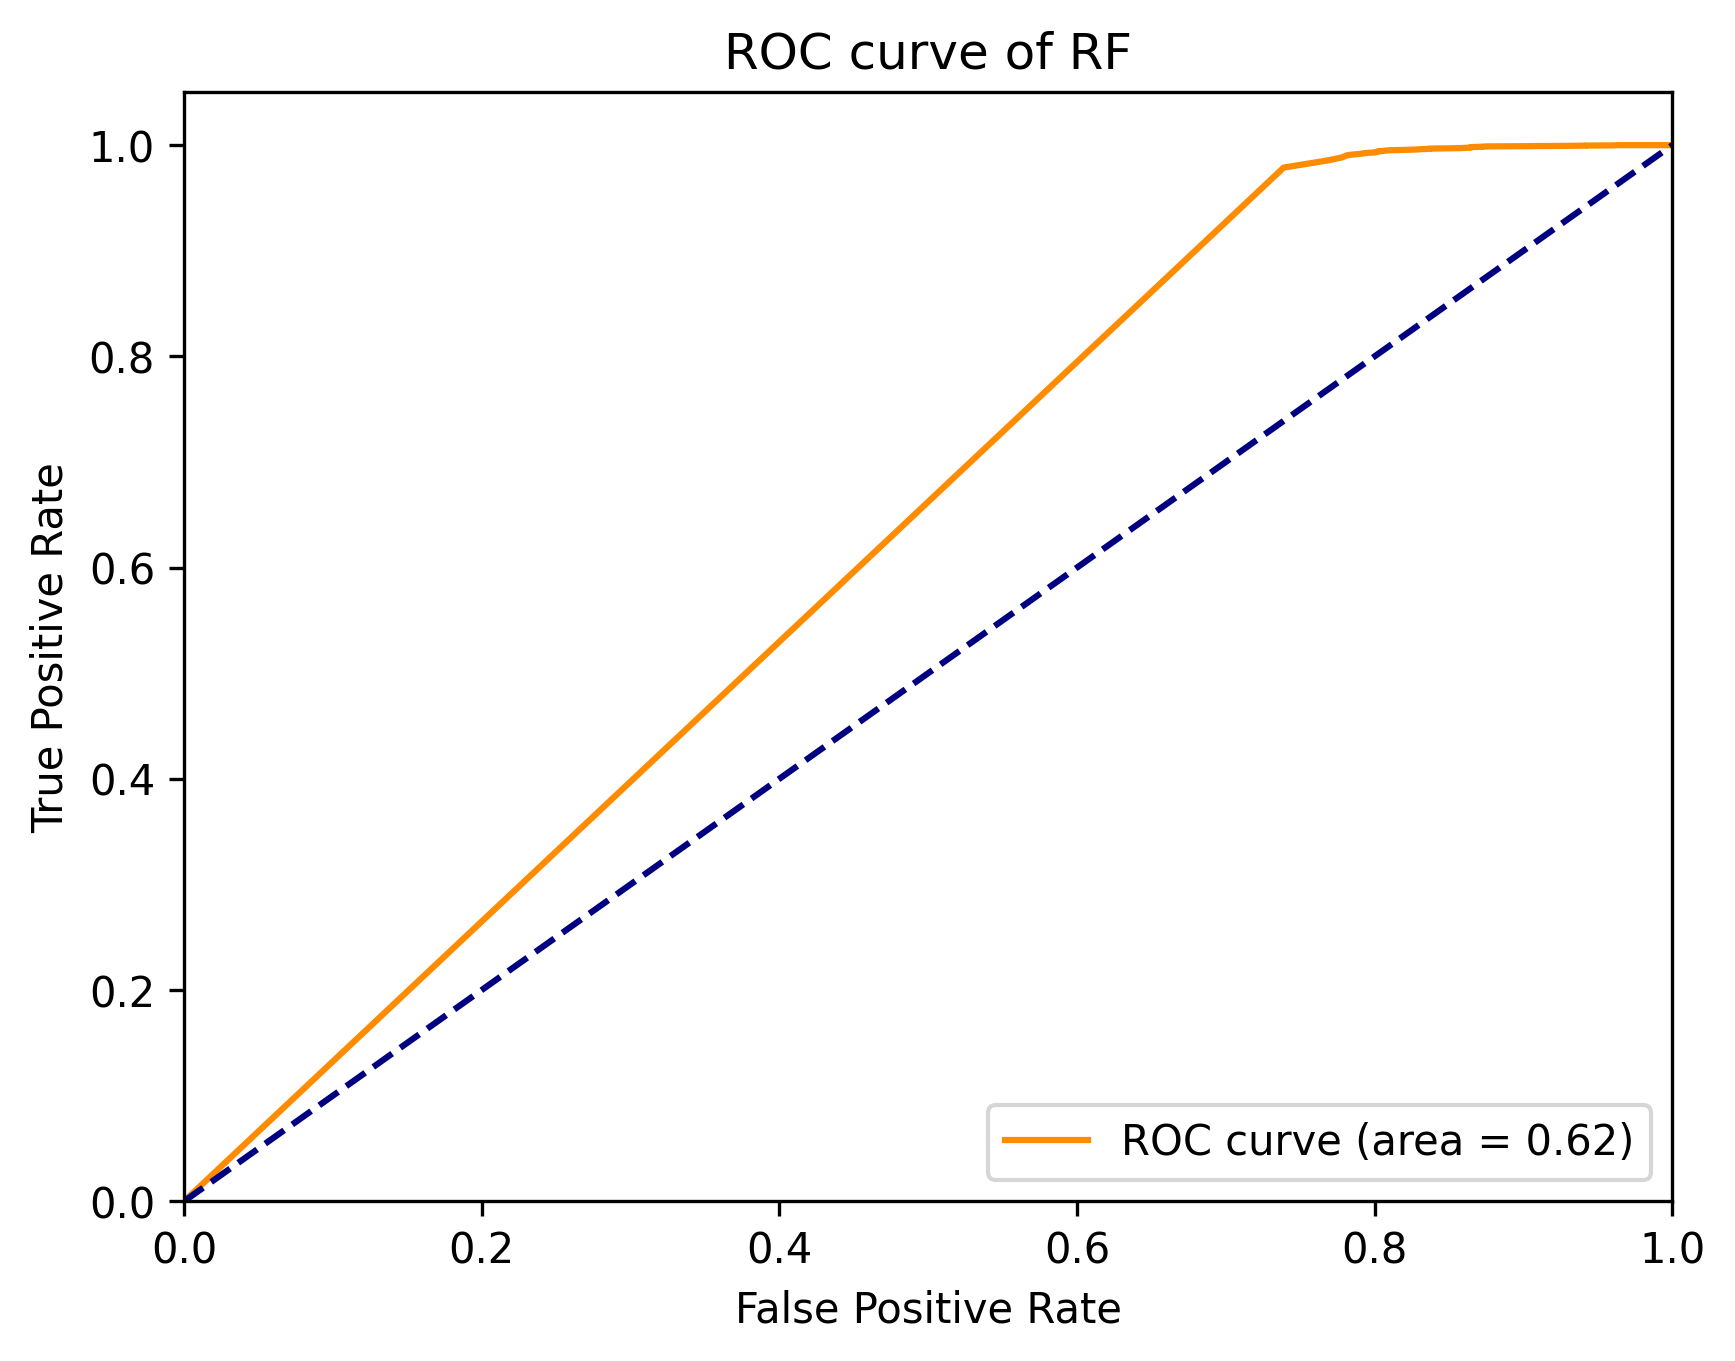 ROC curve of RF
1.0
0.8
0.6
0.4
0.2
0.0
True Positive Rate
ROC curve (area = 0.62)
0.0 0.2 0.4 0.6 0.8 1.0
False Positive Rate